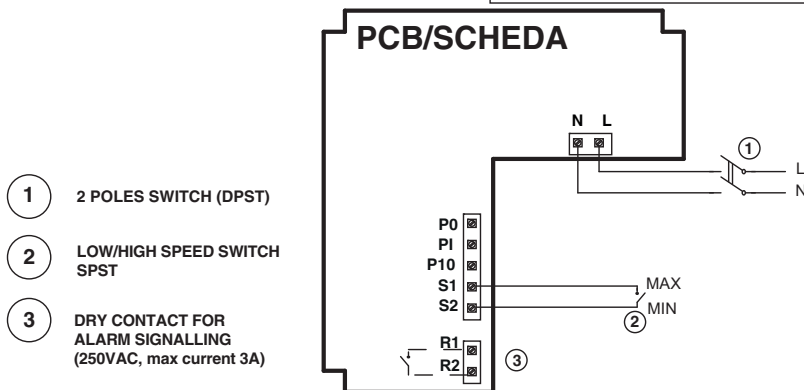 PCB/SCHEDA
N L
1
L
N
1 2 POLES SWITCH (DPST)
2 LOW/HIGH SPEED SWITCH
SPST
3 DRY CONTACT FOR
ALARM SIGNALLING
(250VAC, max current 3A)
P0
PI
P10
S1
S2
MAX
MIN
2
R1
R2
3